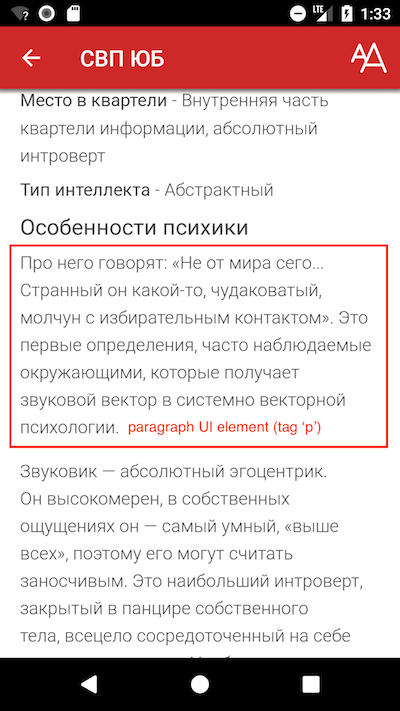 LTE 1:33
СВП ЮБ АА
Место в квартели - Внутренняя часть
квартели информации, абсолютный
интроверт
Тип интеллекта - Абстрактный
Особенности психики
Про него говорят: «Не от мира сего...
Странный он какой-то, чудаковатый,
молчун с избирательным контактом». Это
первые определения, часто наблюдаемые
окружающими, которые получает
звуковой вектор в системно векторной
психологии. paragraph UI element (tag ‘p’)
Звуковик — абсолютный эгоцентрик.
Он высокомерен, в собственных
ощущениях он — самый умный, «выше
всех», поэтому его могут считать
заносчивым. Это наибольший интроверт,
закрытый в панцире собственного
тела, всецело сосредоточенный на себе